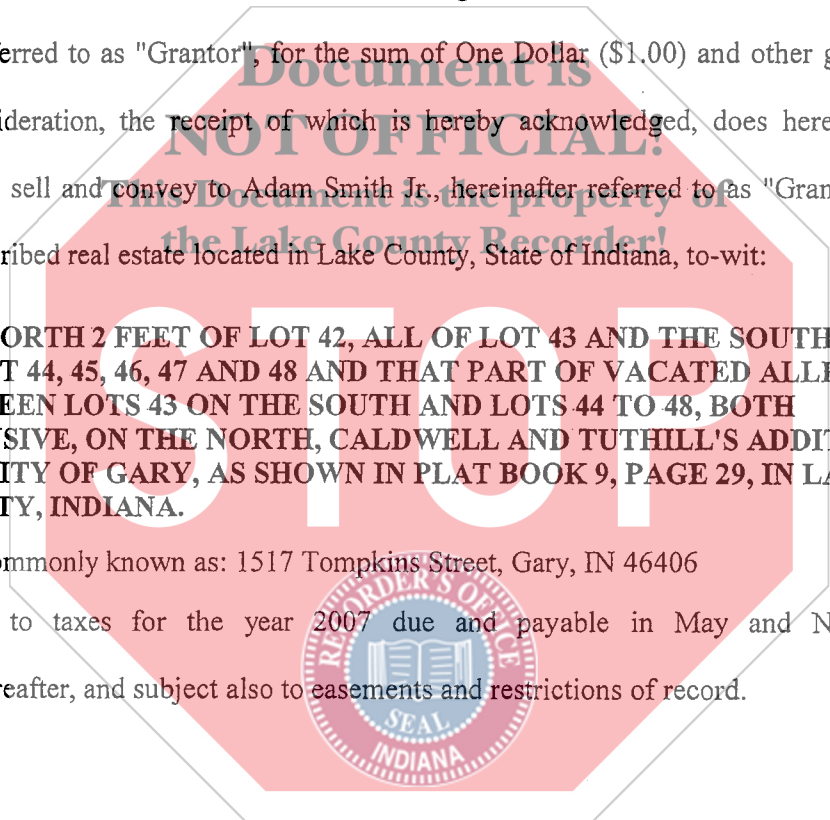 erred to as "Grantor", for the sum of One Dollar ($1.00) and other g
Document is
ideration, the receipt of which is hereby acknowledged, does here
NOT OFFICIAL!
sell and convey to Adam Smith Jr., hereinafter referred to as "Gran
This Document is the property of
the Lake County Recorder!
ribed real estate located in Lake County, State of Indiana, to-wit:
STOP
ORTH 2 FEET OF LOT 42, ALL OF LOT 43 AND THE SOUTH
T 44, 45, 46, 47 AND 48 AND THAT PART OF VACATED ALLE
EEN LOTS 43 ON THE SOUTH AND LOTS 44 TO 48, BOTH
SIVE, ON THE NORTH, CALDWELL AND TUTHILL'S ADDIT
ITY OF GARY, AS SHOWN IN PLAT BOOK 9, PAGE 29, IN LA
TY, INDIANA.
ommonly known as: 1517 Tompkins Street, Gary, IN 46406
to taxes for the year 2007 due and payable in May and N
reafter, and subject also to easements and restrictions of record.
RECORDER'S OFFICE
SEAL
INDIANA